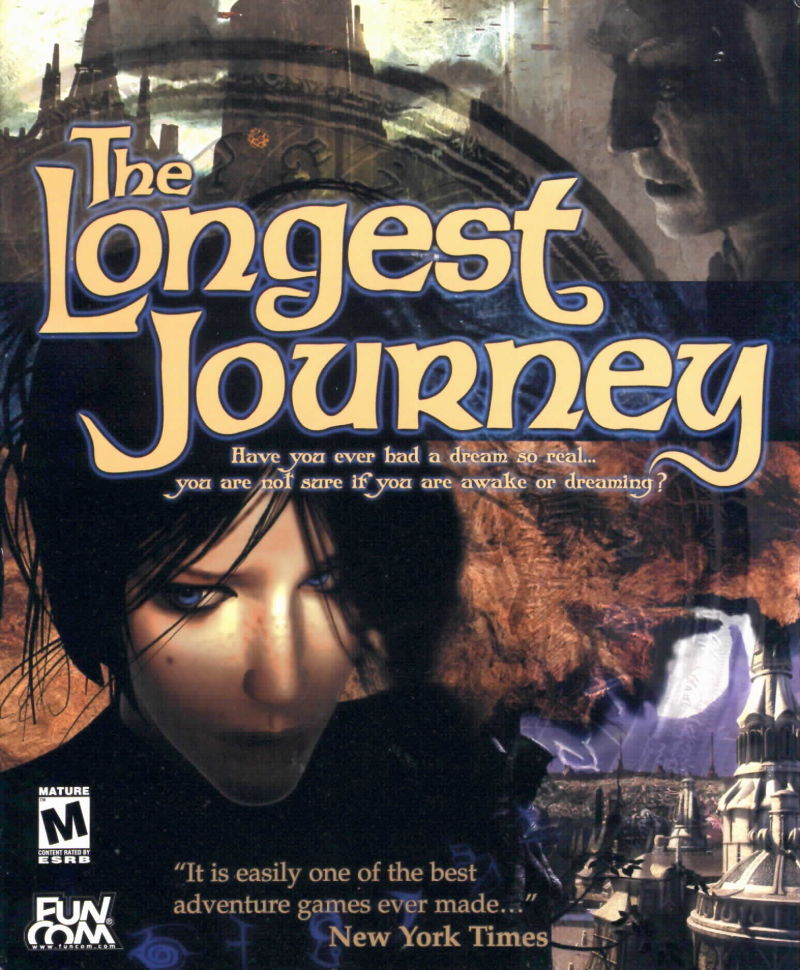 The
Longest
Journey
Have you ever had a dream so real...
you are not sure if you are awake or dreaming?
MATURE
M
CONTENT RATED BY
ESRB
"It is easily one of the best
adventure games ever made..."
New York Times
FUNCOM
www.funcom.com